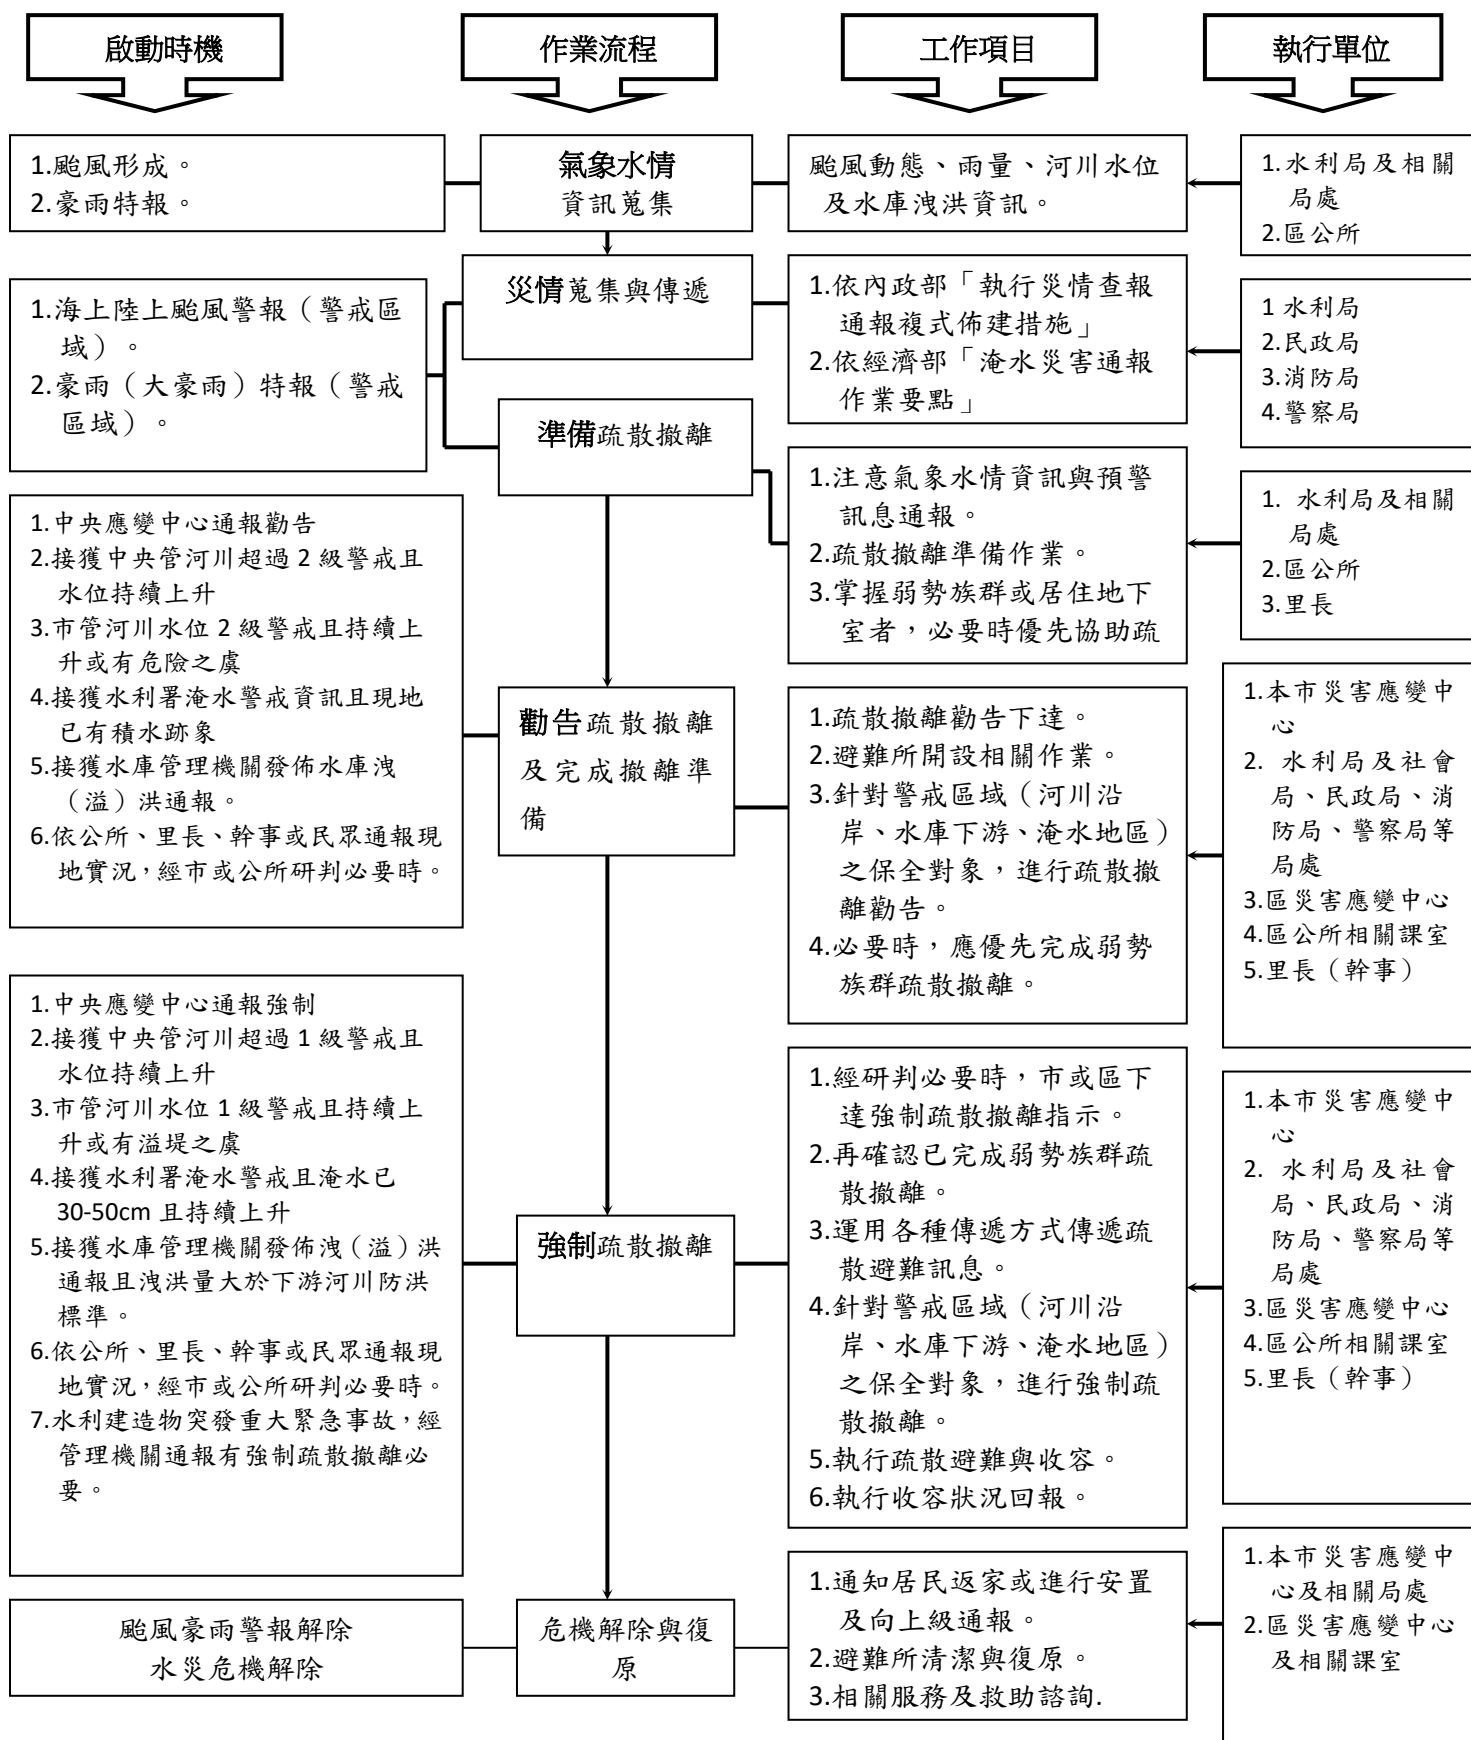 啟動時機
作業流程
工作項目
執行單位
1.颱風形成。
2.豪雨特報。
氣象水情
資訊蒐集
颱風動態、雨量、河川水位
及水庫洩洪資訊。
1.水利局及相關
局處
2.區公所
1.海上陸上颱風警報（警戒區
域）。
2.豪雨（大豪雨）特報（警戒
區域）。
災情蒐集與傳遞
1.依內政部「執行災情查報
通報複式佈建措施」
2.依經濟部「淹水災害通報
作業要點」
1 水利局
2.民政局
3.消防局
4.警察局
準備疏散撤離
1.注意氣象水情資訊與預警
訊息通報。
2.疏散撤離準備作業。
3.掌握弱勢族群或居住地下
室者，必要時優先協助疏
1. 水利局及相關
局處
2.區公所
3.里長
1.中央應變中心通報勸告
2.接獲中央管河川超過 2 級警戒且
水位持續上升
3.市管河川水位 2 級警戒且持續上
升或有危險之虞
4.接獲水利署淹水警戒資訊且現地
已有積水跡象
5.接獲水庫管理機關發佈水庫洩
（溢）洪通報。
6.依公所、里長、幹事或民眾通報現
地實況，經市或公所研判必要時。
勸告疏散撤離
及完成撤離準
備
1.疏散撤離勸告下達。
2.避難所開設相關作業。
3.針對警戒區域（河川沿
岸、水庫下游、淹水地區）
之保全對象，進行疏散撤
離勸告。
4.必要時，應優先完成弱勢
族群疏散撤離。
1.本市災害應變中
心
2. 水利局及社會
局、民政局、消
防局、警察局等
局處
3.區災害應變中心
4.區公所相關課室
5.里長（幹事）
1.中央應變中心通報強制
2.接獲中央管河川超過 1 級警戒且
水位持續上升
3.市管河川水位 1 級警戒且持續上
升或有溢堤之虞
4.接獲水利署淹水警戒且淹水已
30-50cm 且持續上升
5.接獲水庫管理機關發佈洩（溢）洪
通報且洩洪量大於下游河川防洪
標準。
6.依公所、里長、幹事或民眾通報現
地實況，經市或公所研判必要時。
7.水利建造物突發重大緊急事故，經
管理機關通報有強制疏散撤離必
要。
強制疏散撤離
1.經研判必要時，市或區下
達強制疏散撤離指示。
2.再確認已完成弱勢族群疏
散撤離。
3.運用各種傳遞方式傳遞疏
散避難訊息。
4.針對警戒區域（河川沿
岸、水庫下游、淹水地區）
之保全對象，進行強制疏
散撤離。
5.執行疏散避難與收容。
6.執行收容狀況回報。
1.本市災害應變中
心
2. 水利局及社會
局、民政局、消
防局、警察局等
局處
3.區災害應變中心
4.區公所相關課室
5.里長（幹事）
颱風豪雨警報解除
水災危機解除
危機解除與復
原
1.通知居民返家或進行安置
及向上級通報。
2.避難所清潔與復原。
3.相關服務及救助諮詢.
1.本市災害應變中
心及相關局處
2.區災害應變中心
及相關課室